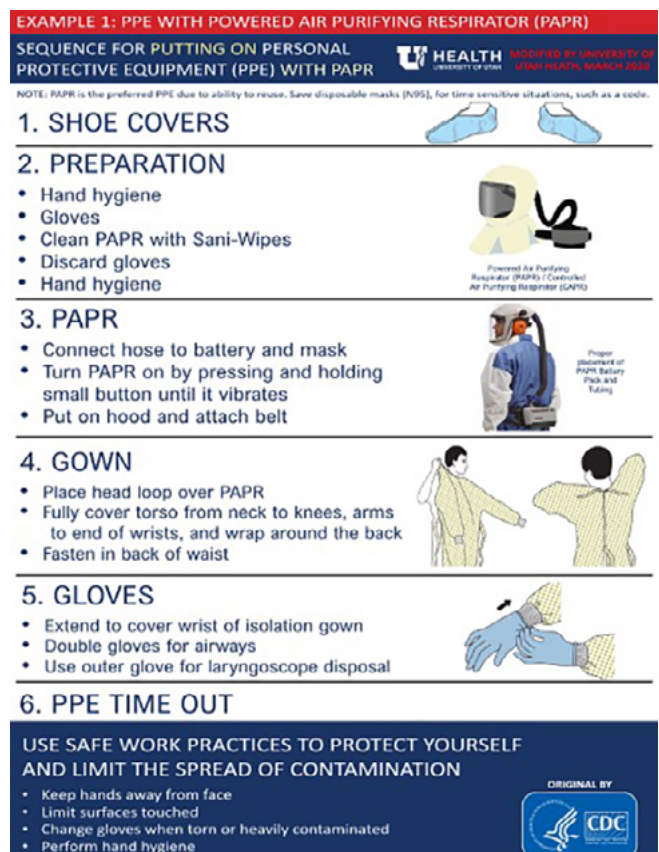 EXAMPLE 1: PPE WITH POWERED AIR PURIFYING RESPIRATOR (PAPR)
SEQUENCE FOR PUTTING ON PERSONAL
PROTECTIVE EQUIPMENT (PPE) WITH PAPR
HEALTH
UNIVERSITY OF UTAH
MODIFIED BY UNIVERSITY OF
UTAH HEATH, MARCH 2020
NOTE: PAPR is the preferred PPE due to ability to reuse. Save disposable masks (N95), for time sensitive situations, such as a code.
1. SHOE COVERS
2. PREPARATION
• Hand hygiene
• Gloves
• Clean PAPR with Sani-Wipes
• Discard gloves
• Hand hygiene
Powered Air Purifying
Respirator (PAPR) / Controlled
Air Purifying Respirator (CAPR)
3. PAPR
• Connect hose to battery and mask
• Turn PAPR on by pressing and holding
small button until it vibrates
• Put on hood and attach belt
Proper
placement of
PAPR Battery
Pack and
Tubing
4. GOWN
• Place head loop over PAPR
• Fully cover torso from neck to knees, arms
to end of wrists, and wrap around the back
• Fasten in back of waist
5. GLOVES
• Extend to cover wrist of isolation gown
• Double gloves for airways
• Use outer glove for laryngoscope disposal
6. PPE TIME OUT
USE SAFE WORK PRACTICES TO PROTECT YOURSELF
AND LIMIT THE SPREAD OF CONTAMINATION
• Keep hands away from face
• Limit surfaces touched
• Change gloves when torn or heavily contaminated
• Perform hand hygiene
ORIGINAL BY
CDC